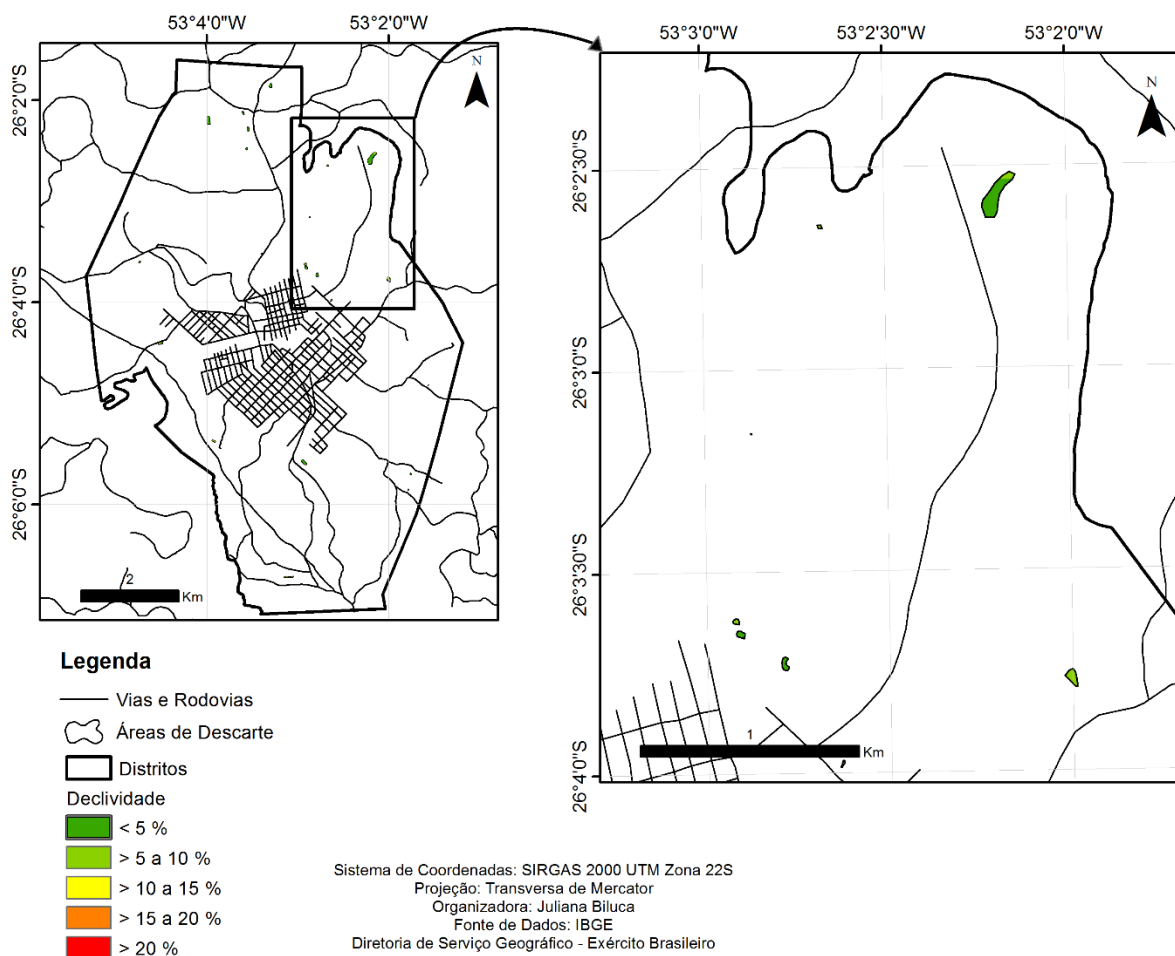 53°4'0"W
53°2'0"W
26°2'0"S
26°4'0"S
26°6'0"S
N
2
Km
53°3'0"W
53°2'30"W
53°2'0"W
26°2'30"S
26°3'0"S
26°3'30"S
26°4'0"S
N
1
Km
Legenda
Vias e Rodovias
Áreas de Descarte
Distritos
Declividade
< 5 %
> 5 a 10 %
> 10 a 15 %
> 15 a 20 %
> 20 %
Sistema de Coordenadas: SIRGAS 2000 UTM Zona 22S
Projeção: Transversa de Mercator
Organizadora: Juliana Biluca
Fonte de Dados: IBGE
Diretoria de Serviço Geográfico - Exército Brasileiro